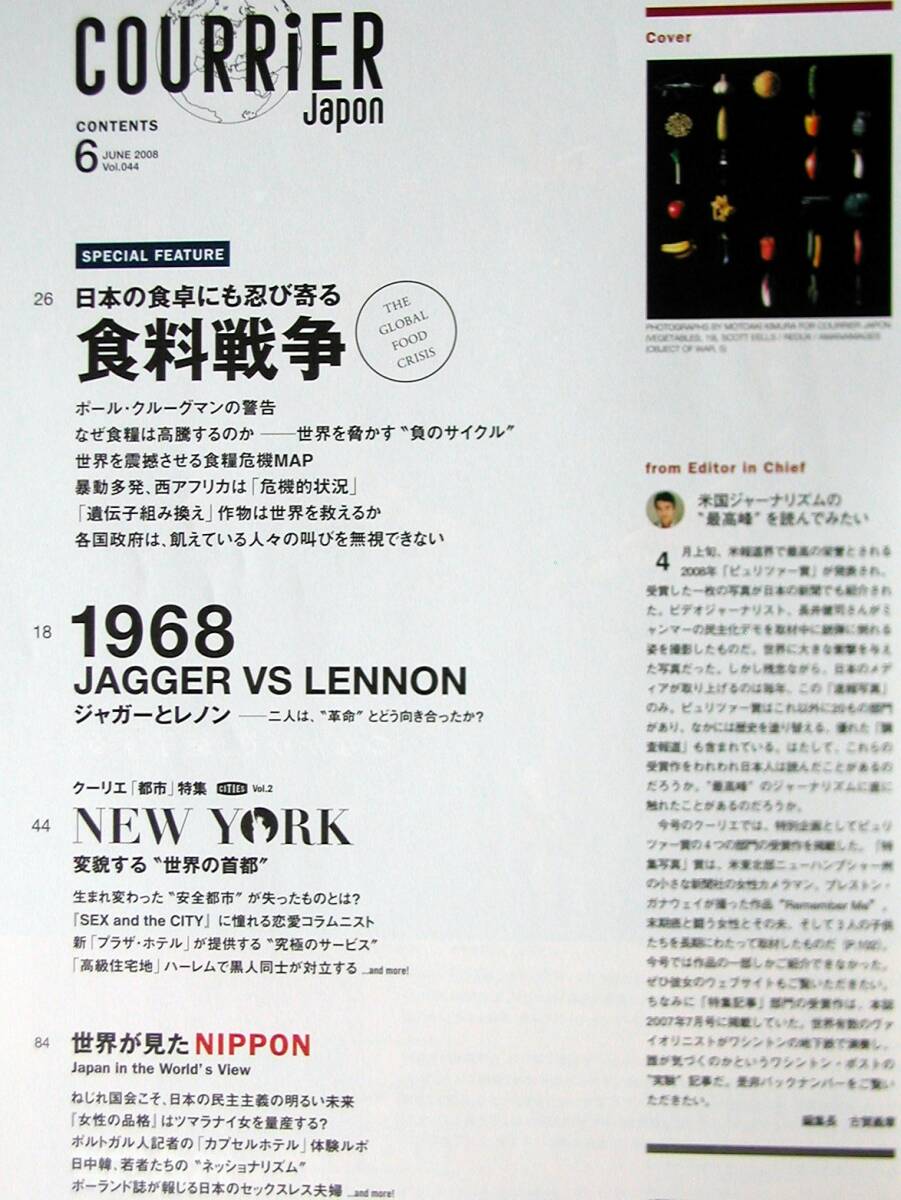 COURRiER
Japon
CONTENTS
6 JUNE 2008
Vol.044
SPECIAL FEATURE
26 日本の食卓にも忍び寄る
食料戦争
THE
GLOBAL
FOOD
CRISIS
ポール・クルーグマンの警告
なぜ食糧は高騰するのか ——世界を脅かす〝負のサイクル〟
世界を震撼させる食糧危機MAP
暴動多発、西アフリカは「危機的状況」
「遺伝子組み換え」作物は世界を救えるか
各国政府は、飢えている人々の叫びを無視できない
18 1968
JAGGER VS LENNON
ジャガーとレノン ——二人は、〝革命〟とどう向き合ったか?
クーリエ「都市」特集 CITIES Vol.2
44 NEW YORK
変貌する〝世界の首都〟
生まれ変わった〝安全都市〟が失ったものとは?
『SEX and the CITY』に憧れる恋愛コラムニスト
新「プラザ・ホテル」が提供する〝究極のサービス〟
「高級住宅地」ハーレムで黒人同士が対立する ...and more!
84 世界が見たNIPPON
Japan in the World's View
ねじれ国会こそ、日本の民主主義の明るい未来
「女性の品格」はツマラナイ女を量産する?
ポルトガル人記者の「カプセルホテル」体験ルポ
日中韓、若者たちの〝ネッショナリズム〟
ポーランド誌が報じる日本のセックスレス夫婦 ...and more!
Cover
PHOTOGRAPHS BY MOTOAKI KIMURA FOR COURRIER JAPON
(VEGETABLES, 19), SCOTT EELLS / REDUX / AMANAIMAGES
(OBJECT OF WAR, 5)
from Editor in Chief
米国ジャーナリズムの
〝最高峰〟を読んでみたい
4月上旬、米報道界で最高の栄誉とされる
2008年「ピュリツァー賞」が発表され、
受賞した一枚の写真が日本の新聞でも紹介され
た。ビデオジャーナリスト、長井健司さんがミ
ャンマーの民主化デモを取材中に銃弾に倒れる
姿を撮影したものだ。世界に大きな衝撃を与え
た写真だった。しかし残念ながら、日本のメデ
ィアが取り上げるのは毎年、この「速報写真」
のみ。ピュリツァー賞はこれ以外に20もの部門
があり、なかには歴史を塗り替える、優れた「調
査報道」も含まれている。はたして、これらの
受賞作をわれわれ日本人は読んだことがあるの
だろうか。〝最高峰〟のジャーナリズムに直に
触れたことがあるのだろうか。
今号のクーリエでは、特別企画としてピュリ
ツァー賞の4つの部門の受賞作を掲載した。「特
集写真」賞は、米東北部ニューハンプシャー州
の小さな新聞社の女性カメラマン、プレストン・
ガナウェイが撮った作品〝Remember Me〟。
末期癌と闘う女性とその夫、そして3人の子供
たちを長期にわたって取材したものだ（P.102）。
今号では作品の一部しかご紹介できなかった。
ぜひ彼女のウェブサイトもご覧いただきたい。
ちなみに「特集記事」部門の受賞作は、本誌
2007年7月号に掲載していた。世界有数のヴァ
イオリニストがワシントンの地下鉄で演奏し、
誰が気づくのかというワシントン・ポストの
〝実験〟記事だ。是非バックナンバーをご覧い
ただきたい。
編集長 古賀義章